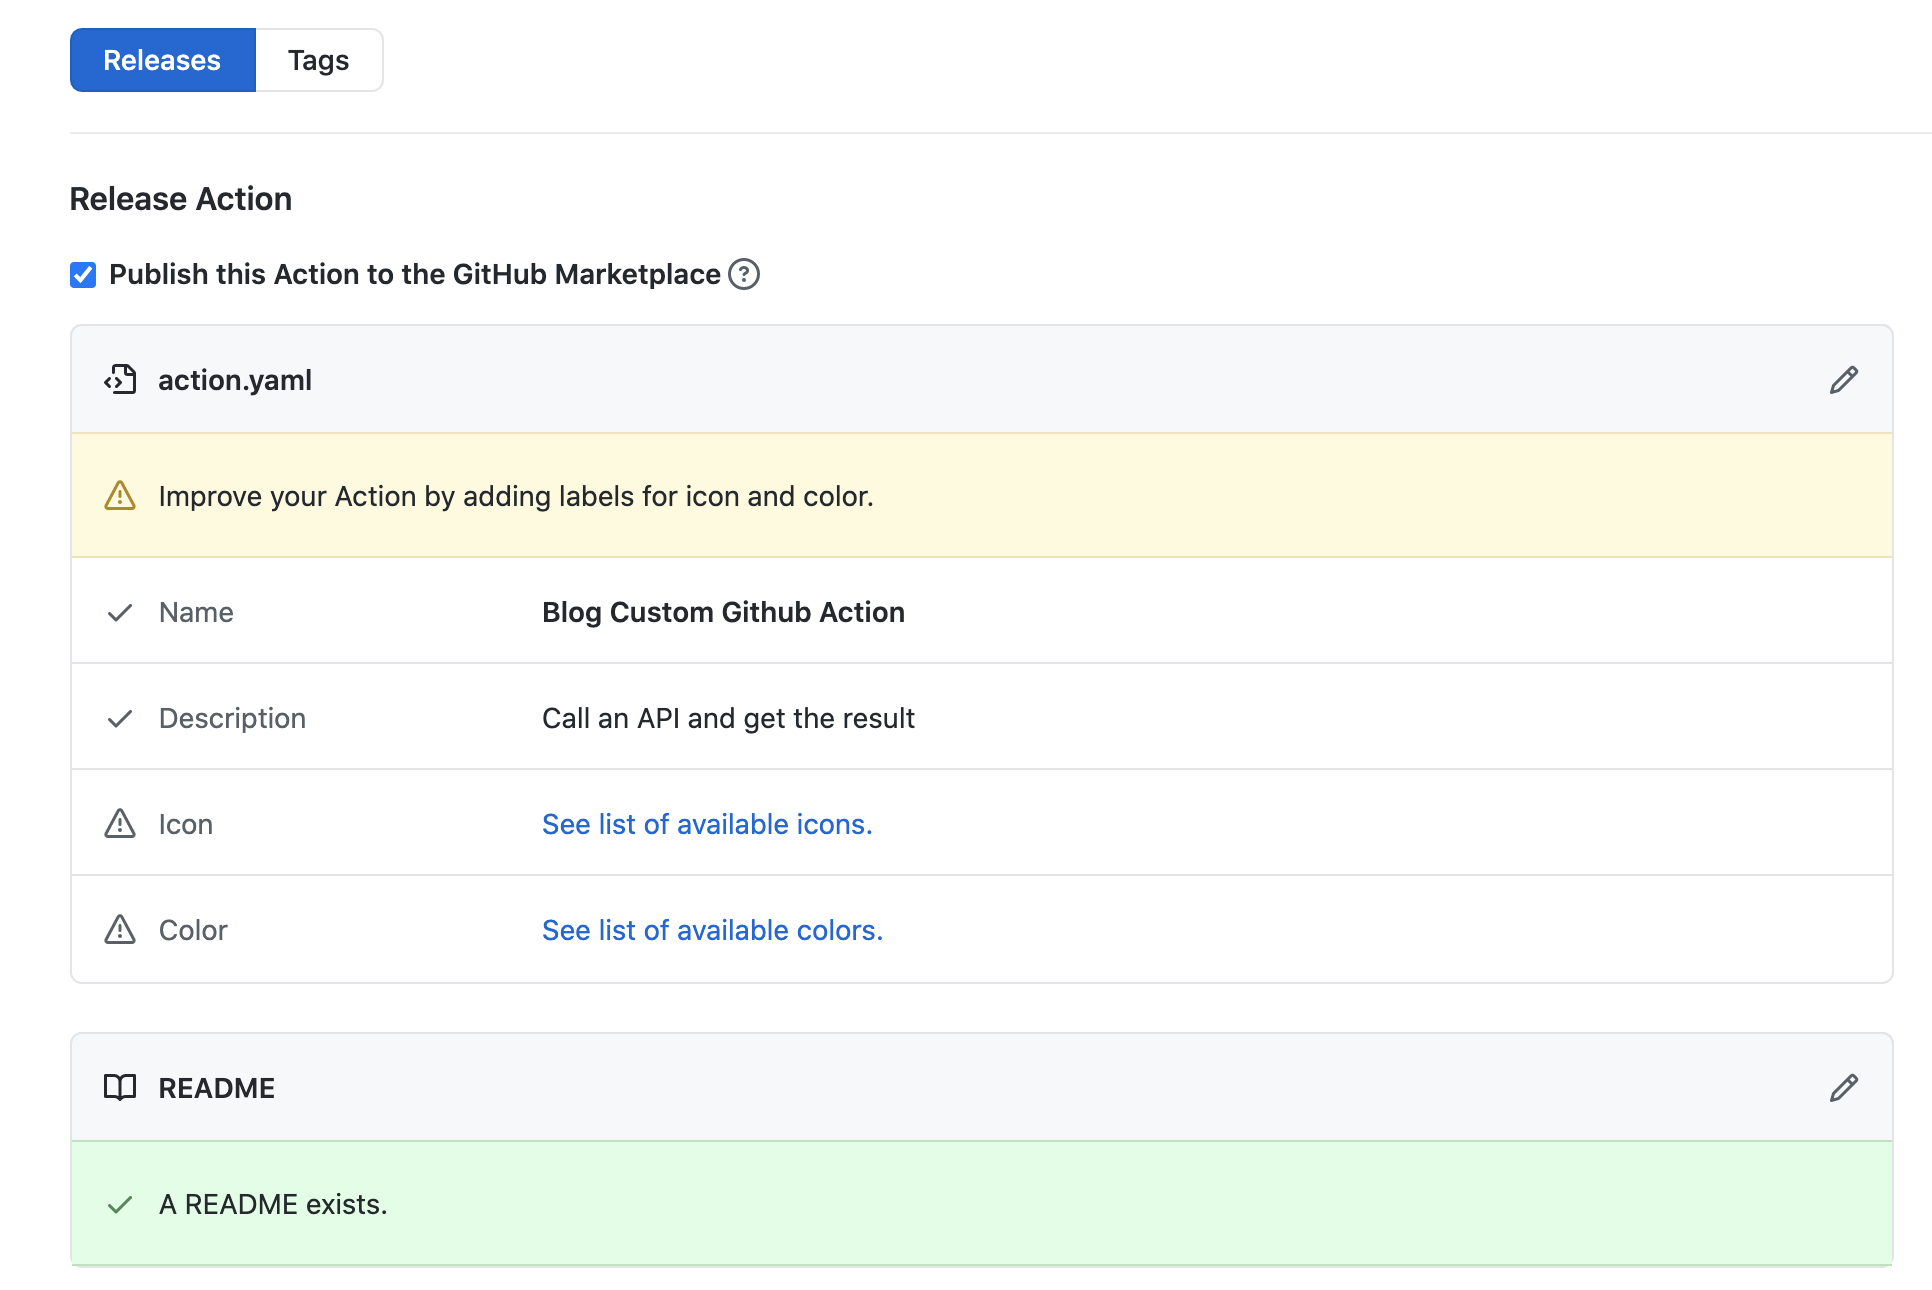 Releases
Tags
Release Action
Publish this Action to the GitHub Marketplace ?
action.yaml
Improve your Action by adding labels for icon and color.
Name
Blog Custom Github Action
Description
Call an API and get the result
Icon
See list of available icons.
Color
See list of available colors.
README
A README exists.